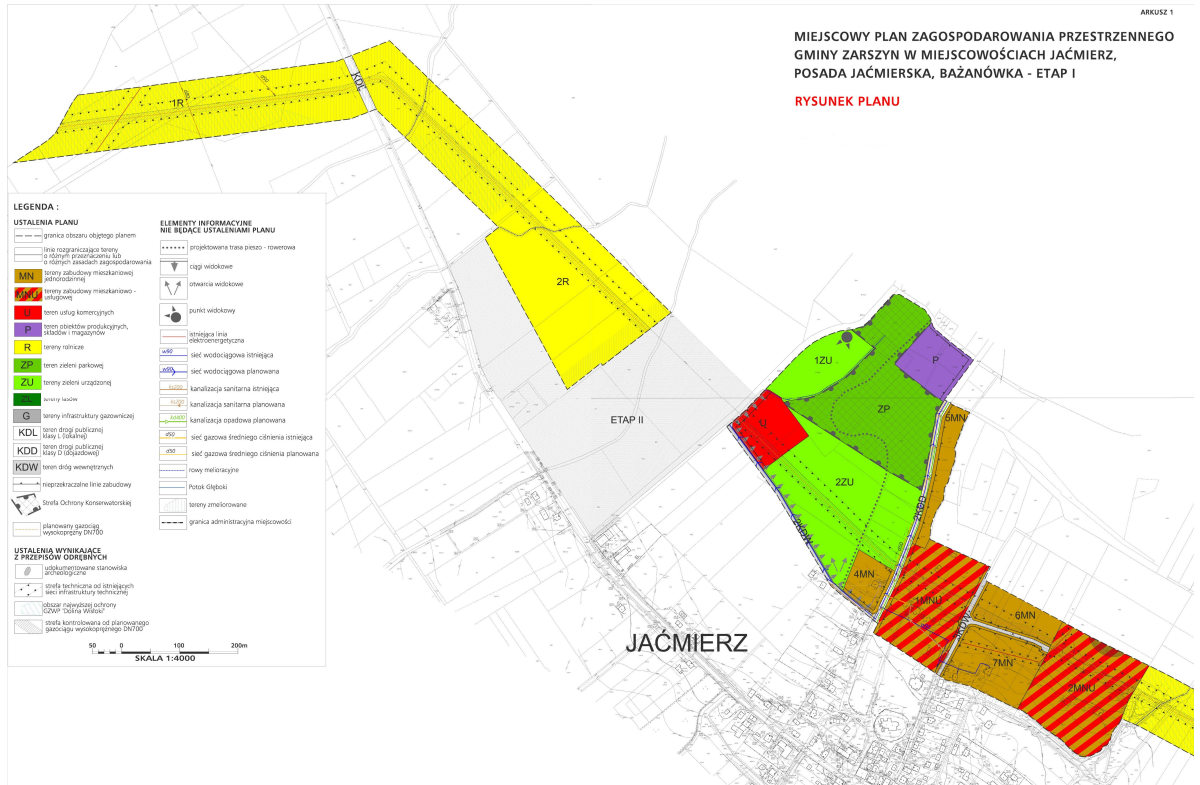 ARKUSZ 1
MIEJSCOWY PLAN ZAGOSPODAROWANIA PRZESTRZENNEGO
GMINY ZARSZYN W MIEJSCOWOŚCIACH JAĆMIERZ,
POSADA JAĆMIERSKA, BAŻANÓWKA - ETAP I
RYSUNEK PLANU
KDL
1R
2R
ETAP II
1ZU
P
ZP
U
5MN
2ZU
2KDD
4MN
1MNU
6MN
7MN
2MNU
JAĆMIERZ
LEGENDA :
USTALENIA PLANU
granica obszaru objętego planem
linie rozgraniczające tereny
o różnym przeznaczeniu lub
o różnych zasadach zagospodarowania
MN tereny zabudowy mieszkaniowej
jednorodzinnej
MNU tereny zabudowy mieszkaniowo -
usługowej
U teren usług komercyjnych
P teren obiektów produkcyjnych,
składów i magazynów
R tereny rolnicze
ZP teren zieleni parkowej
ZU tereny zieleni urządzonej
ZL tereny lasów
G tereny infrastruktury gazowniczej
KDL teren drogi publicznej
klasy L (lokalnej)
KDD teren drogi publicznej
klasy D (dojazdowej)
KDW teren dróg wewnętrznych
nieprzekraczalne linie zabudowy
Strefa Ochrony Konserwatorskiej
planowany gazociąg
wysokoprężny DN700
USTALENIA WYNIKAJĄCE
Z PRZEPISÓW ODRĘBNYCH
udokumentowane stanowiska
archeologiczne
strefa techniczna od istniejących
sieci infrastruktury technicznej
obszar najwyższej ochrony
GZWP "Dolina Wisłoki"
strefa kontrolowana od planowanego
gazociągu wysokoprężnego DN700
ELEMENTY INFORMACYJNE
NIE BĘDĄCE USTALENIAMI PLANU
projektowana trasa pieszo - rowerowa
ciągi widokowe
otwarcia widokowe
punkt widokowy
istniejąca linia
elektroenergetyczna
w90 sieć wodociągowa istniejąca
w90 sieć wodociągowa planowana
ks200 kanalizacja sanitarna istniejąca
ks200 kanalizacja sanitarna planowana
kd400 kanalizacja opadowa planowana
d50 sieć gazowa średniego ciśnienia istniejąca
d50 sieć gazowa średniego ciśnienia planowana
rowy melioracyjne
Potok Głęboki
tereny zmeliorowane
granica administracyjna miejscowości
50 0 100 200m
SKALA 1:4000